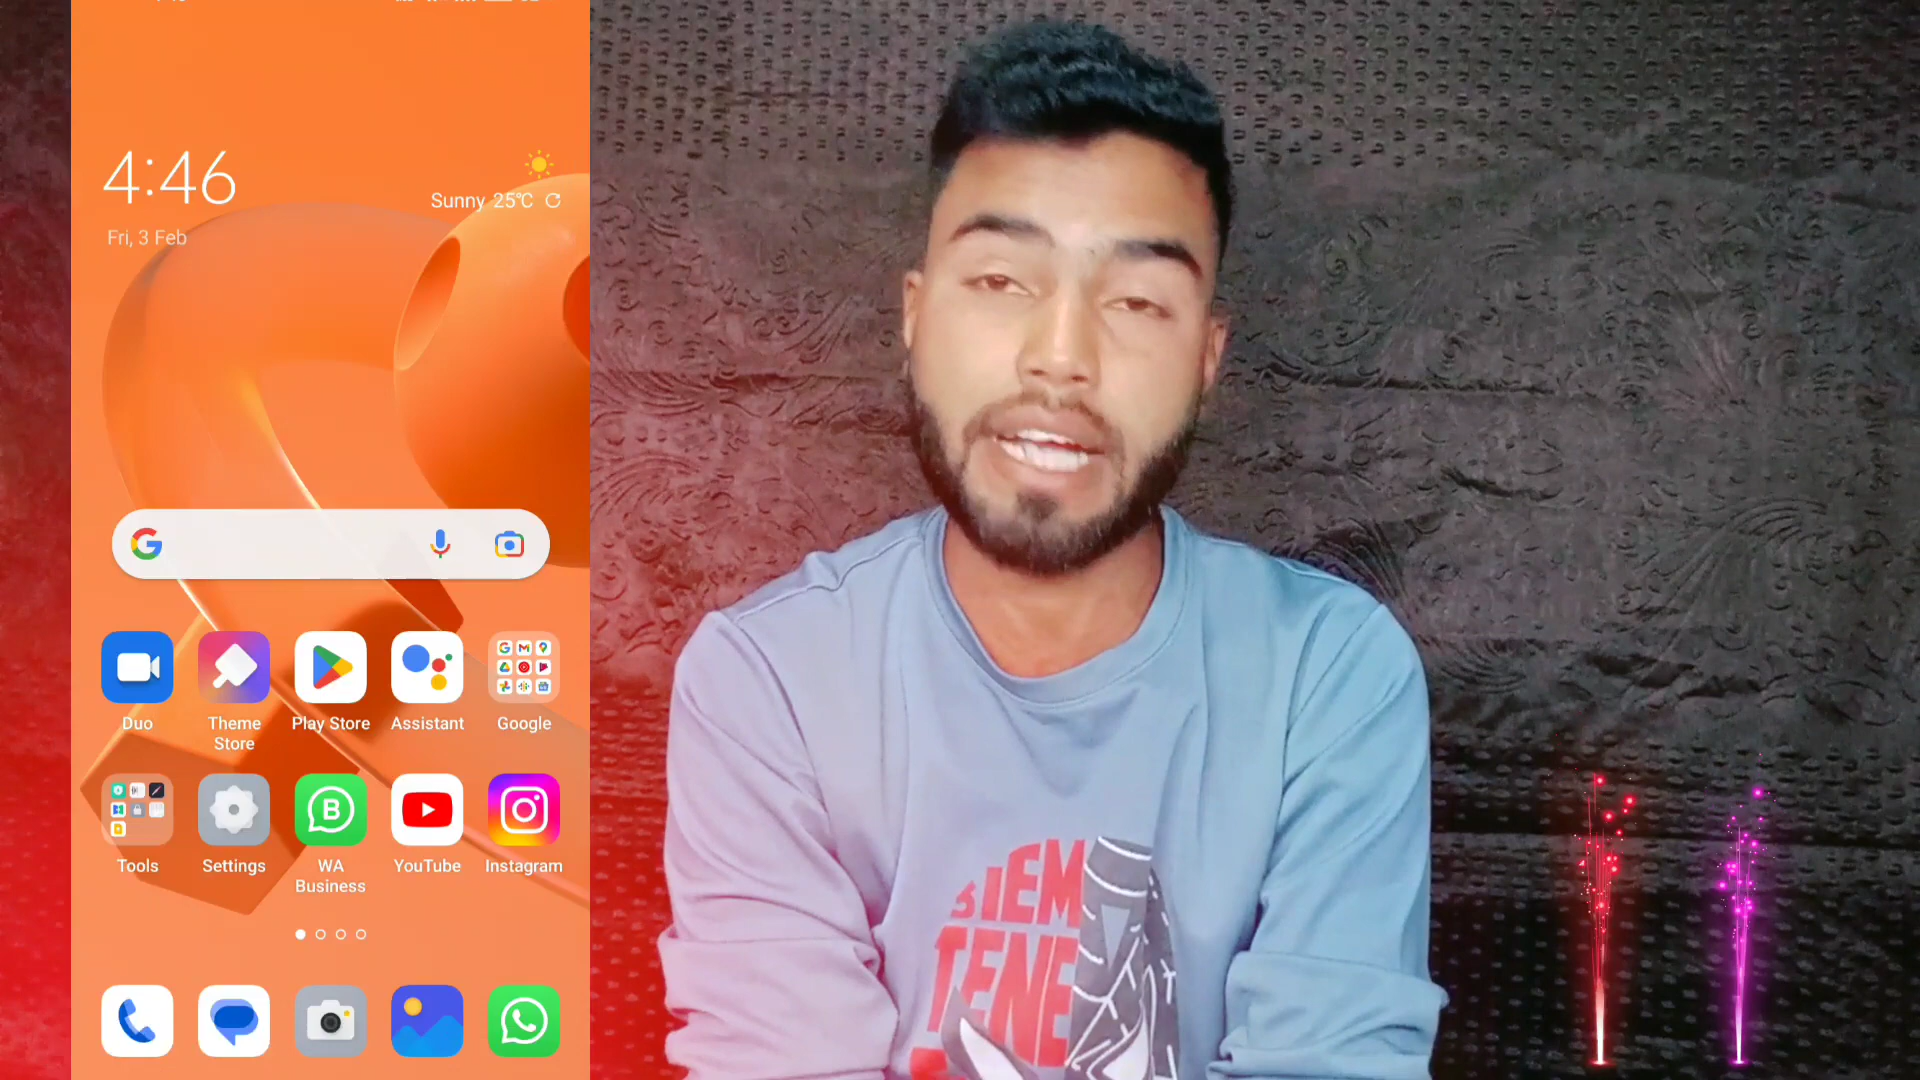 4:46
Sunny 25°C
Fri, 3 Feb
Duo
Theme
Store
Play Store
Assistant
Google
Tools
Settings
WA
Business
YouTube
Instagram
TENE